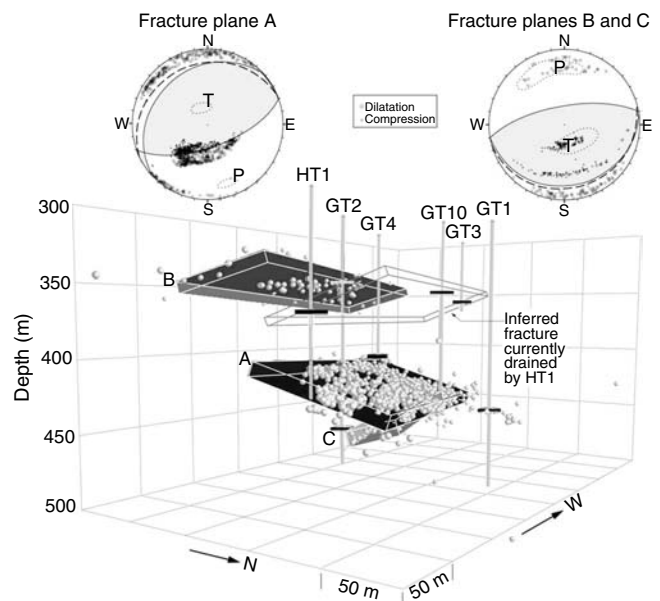 Fracture plane A
N
W
E
S
T
P
Dilatation
Compression
Fracture planes B and C
N
W
E
S
P
T
HT1
GT2
GT4
GT10
GT3
GT1
300
350
400
450
500
Depth (m)
B
A
C
Inferred
fracture
currently
drained
by HT1
N
50 m
50 m
W